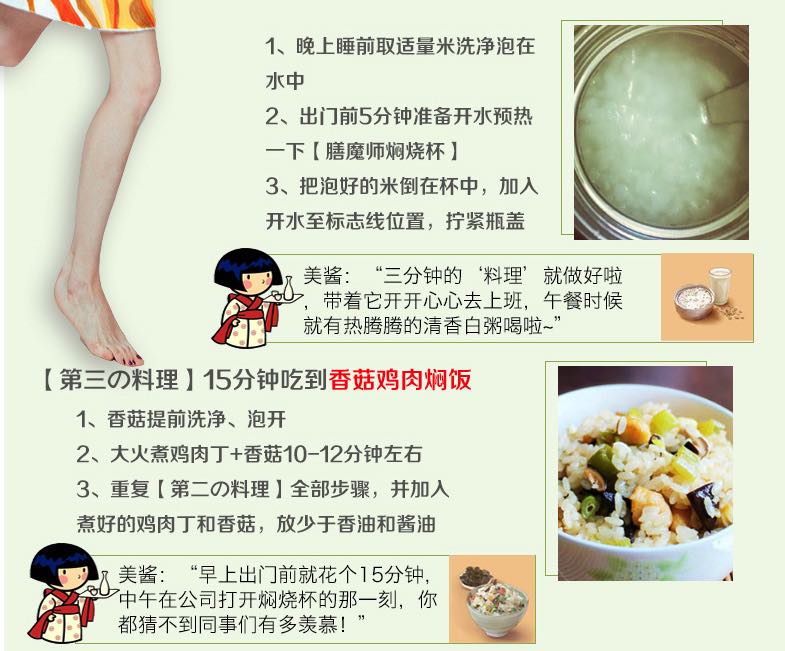 1、晚上睡前取适量米洗净泡在
水中
2、出门前5分钟准备开水预热
一下【膳魔师焖烧杯】
3、把泡好的米倒在杯中，加入
开水至标志线位置，拧紧瓶盖
美酱：“三分钟的‘料理’就做好啦
，带着它开开心心去上班，午餐时候
就有热腾腾的清香白粥喝啦~”
【第三の料理】15分钟吃到香菇鸡肉焖饭
1、香菇提前洗净、泡开
2、大火煮鸡肉丁+香菇10-12分钟左右
3、重复【第二の料理】全部步骤，并加入
煮好的鸡肉丁和香菇，放少于香油和酱油
美酱：“早上出门前就花个15分钟，
中午在公司打开焖烧杯的那一刻，你
都猜不到同事们有多羡慕！”